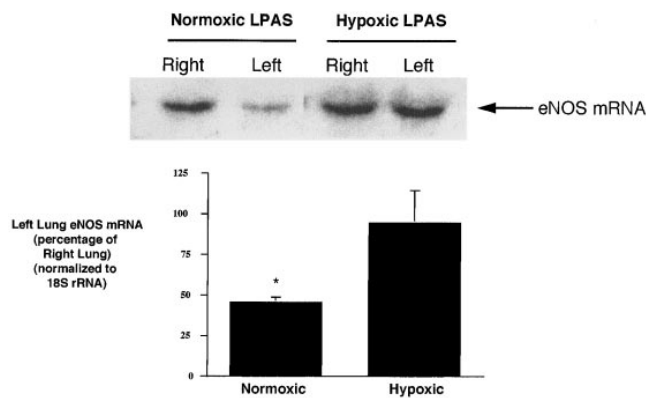 Normoxic LPAS Hypoxic LPAS
Right Left Right Left
eNOS mRNA
125
100
75
50
25
0
Left Lung eNOS mRNA
(percentage of
Right Lung)
(normalized to
18S rRNA)
*
Normoxic Hypoxic